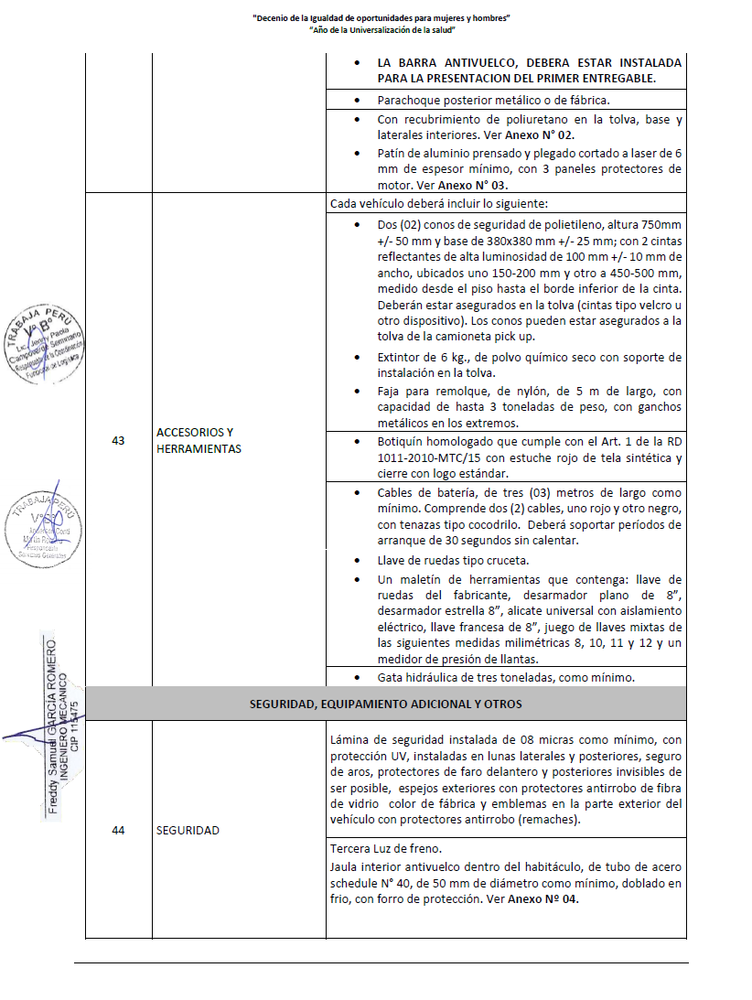 "Decenio de la Igualdad de oportunidades para mujeres y hombres"
"Año de la Universalización de la salud"
• LA BARRA ANTIVUELCO, DEBERA ESTAR INSTALADA
PARA LA PRESENTACION DEL PRIMER ENTREGABLE.
• Parachoque posterior metálico o de fábrica.
• Con recubrimiento de poliuretano en la tolva, base y
laterales interiores. Ver Anexo N° 02.
• Patín de aluminio prensado y plegado cortado a laser de 6
mm de espesor mínimo, con 3 paneles protectores de
motor. Ver Anexo N° 03.
43
ACCESORIOS Y
HERRAMIENTAS
Cada vehículo deberá incluir lo siguiente:
• Dos (02) conos de seguridad de polietileno, altura 750mm
+/- 50 mm y base de 380x380 mm +/- 25 mm; con 2 cintas
reflectantes de alta luminosidad de 100 mm +/- 10 mm de
ancho, ubicados uno 150-200 mm y otro a 450-500 mm,
medido desde el piso hasta el borde inferior de la cinta.
Deberán estar asegurados en la tolva (cintas tipo velcro u
otro dispositivo). Los conos pueden estar asegurados a la
tolva de la camioneta pick up.
• Extintor de 6 kg., de polvo químico seco con soporte de
instalación en la tolva.
• Faja para remolque, de nylón, de 5 m de largo, con
capacidad de hasta 3 toneladas de peso, con ganchos
metálicos en los extremos.
• Botiquín homologado que cumple con el Art. 1 de la RD
1011-2010-MTC/15 con estuche rojo de tela sintética y
cierre con logo estándar.
• Cables de batería, de tres (03) metros de largo como
mínimo. Comprende dos (2) cables, uno rojo y otro negro,
con tenazas tipo cocodrilo. Deberá soportar períodos de
arranque de 30 segundos sin calentar.
• Llave de ruedas tipo cruceta.
• Un maletín de herramientas que contenga: llave de
ruedas del fabricante, desarmador plano de 8”,
desarmador estrella 8”, alicate universal con aislamiento
eléctrico, llave francesa de 8”, juego de llaves mixtas de
las siguientes medidas milimétricas 8, 10, 11 y 12 y un
medidor de presión de llantas.
• Gata hidráulica de tres toneladas, como mínimo.
SEGURIDAD, EQUIPAMIENTO ADICIONAL Y OTROS
44
SEGURIDAD
Lámina de seguridad instalada de 08 micras como mínimo, con
protección UV, instaladas en lunas laterales y posteriores, seguro
de aros, protectores de faro delantero y posteriores invisibles de
ser posible, espejos exteriores con protectores antirrobo de fibra
de vidrio color de fábrica y emblemas en la parte exterior del
vehículo con protectores antirrobo (remaches).
Tercera Luz de freno.
Jaula interior antivuelco dentro del habitáculo, de tubo de acero
schedule N° 40, de 50 mm de diámetro como mínimo, doblado en
frio, con forro de protección. Ver Anexo Nº 04.
TRABAJA PERÚ
V° B°
Lic. Jenny Paola
Campoverde Seminario
Responsable de la Coordinación
Funcional de Logística
TRABAJA PERÚ
V° B°
Servicios Generales
Freddy Samuel GARCÍA ROMERO
INGENIERO MECANICO
CIP 115475